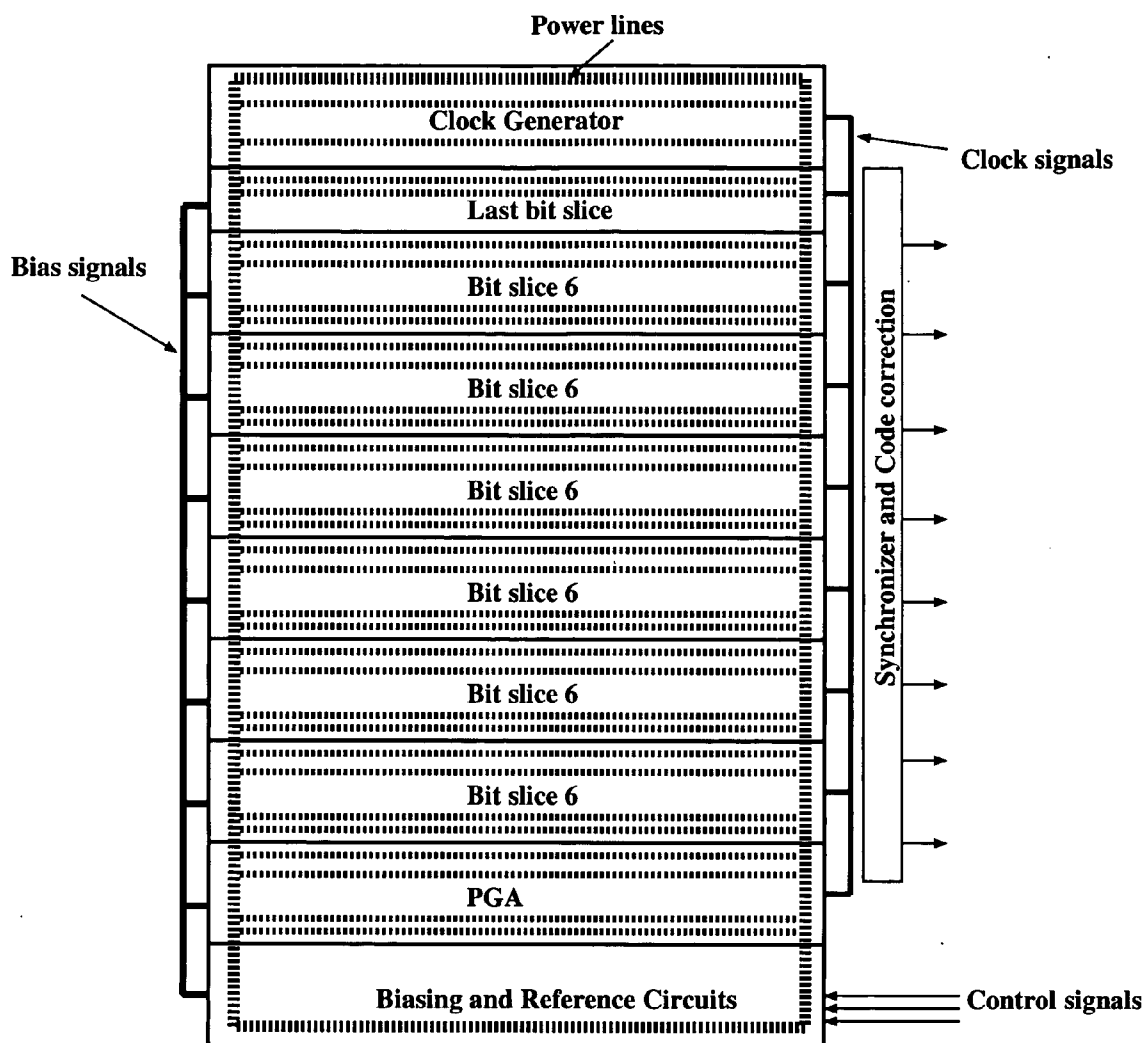 Power lines
Clock Generator
Clock signals
Last bit slice
Bias signals
Bit slice 6
Bit slice 6
Bit slice 6
Bit slice 6
Bit slice 6
Bit slice 6
Synchronizer and Code correction
PGA
Biasing and Reference Circuits
Control signals